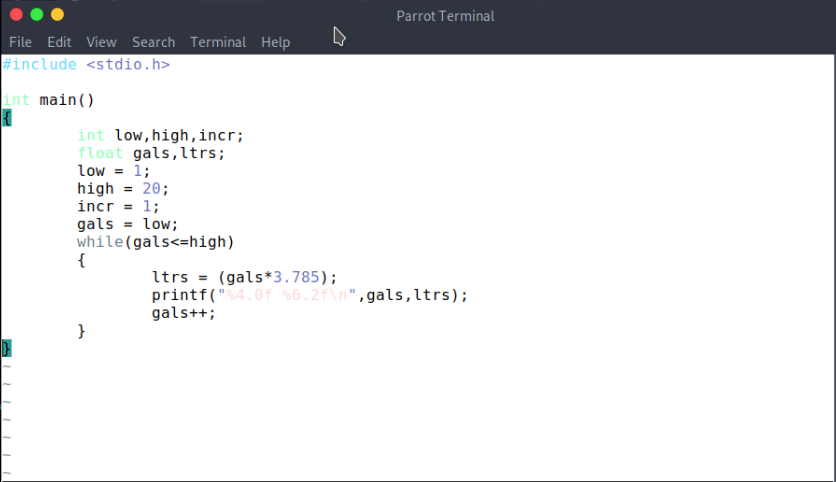 Parrot Terminal
File Edit View Search Terminal Help
#include <stdio.h>

int main()
{
        int low,high,incr;
        float gals,ltrs;
        low = 1;
        high = 20;
        incr = 1;
        gals = low;
        while(gals<=high)
        {
                ltrs = (gals*3.785);
                printf("%4.0f %6.2f\n",gals,ltrs);
                gals++;
        }
}
~
~
~
~
~
~
~